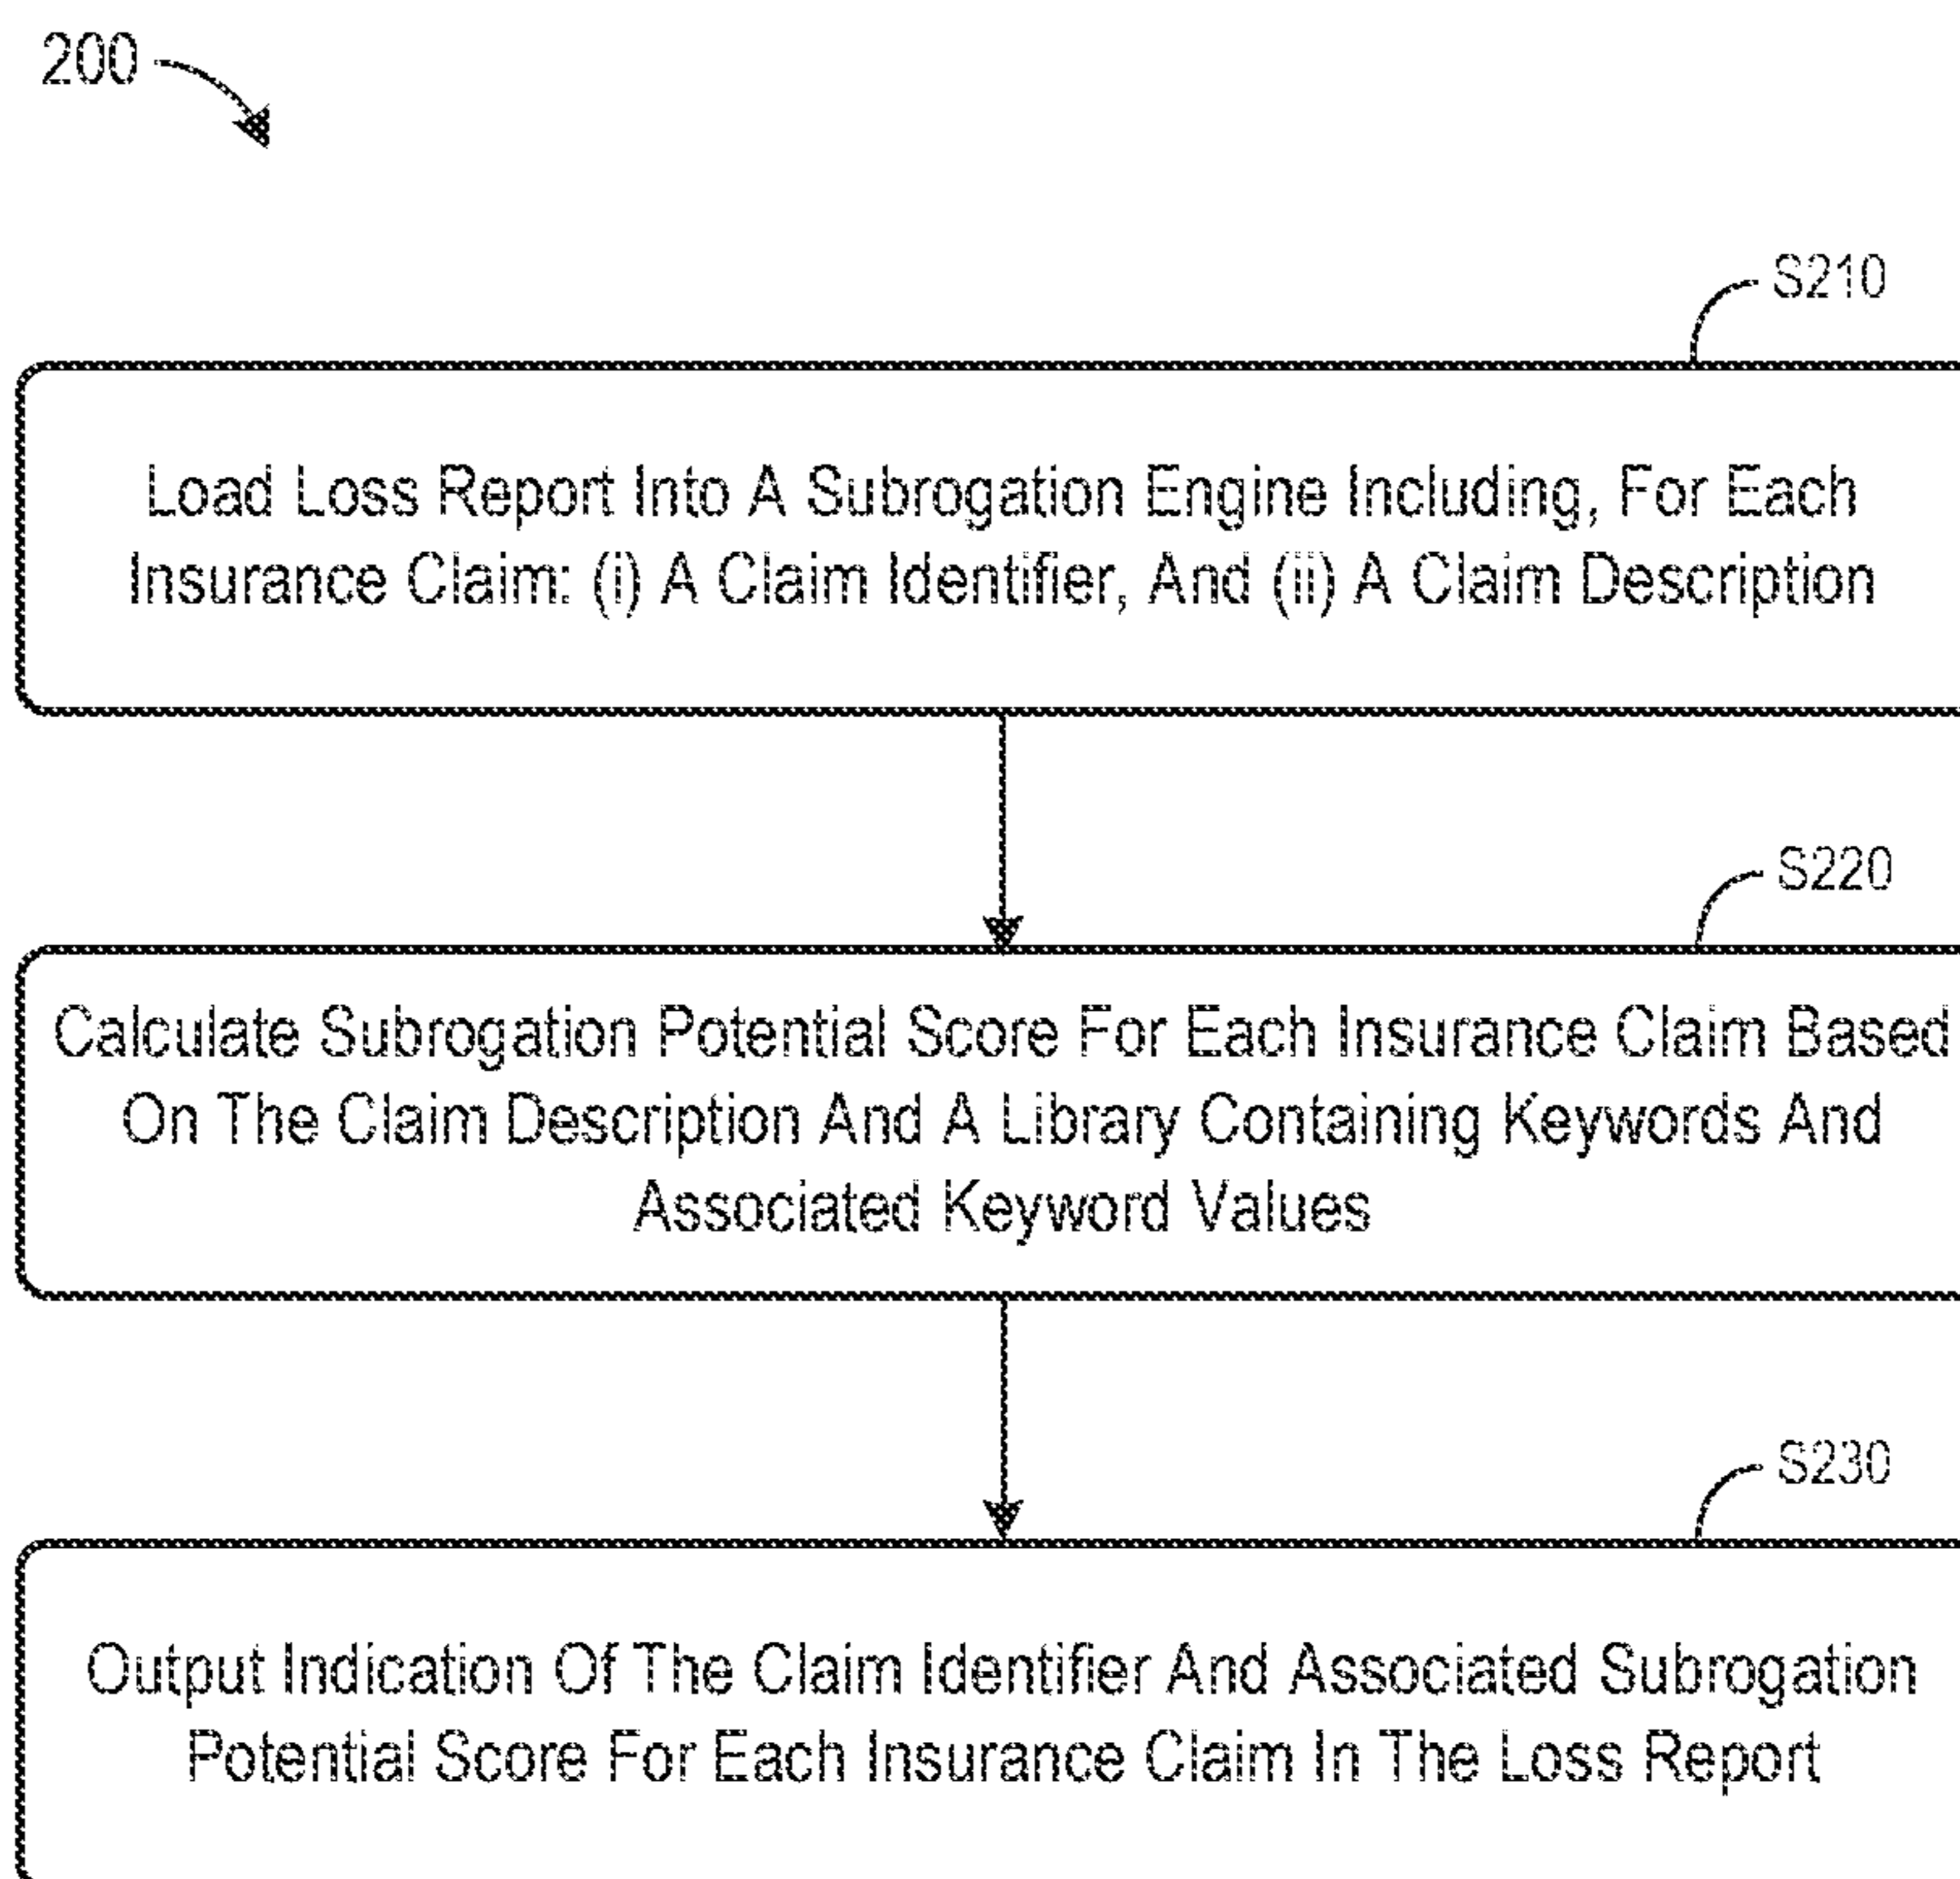 200
S210
Load Loss Report Into A Subrogation Engine Including, For Each
Insurance Claim: (i) A Claim Identifier, And (ii) A Claim Description
S220
Calculate Subrogation Potential Score For Each Insurance Claim Based
On The Claim Description And A Library Containing Keywords And
Associated Keyword Values
S230
Output Indication Of The Claim Identifier And Associated Subrogation
Potential Score For Each Insurance Claim In The Loss Report